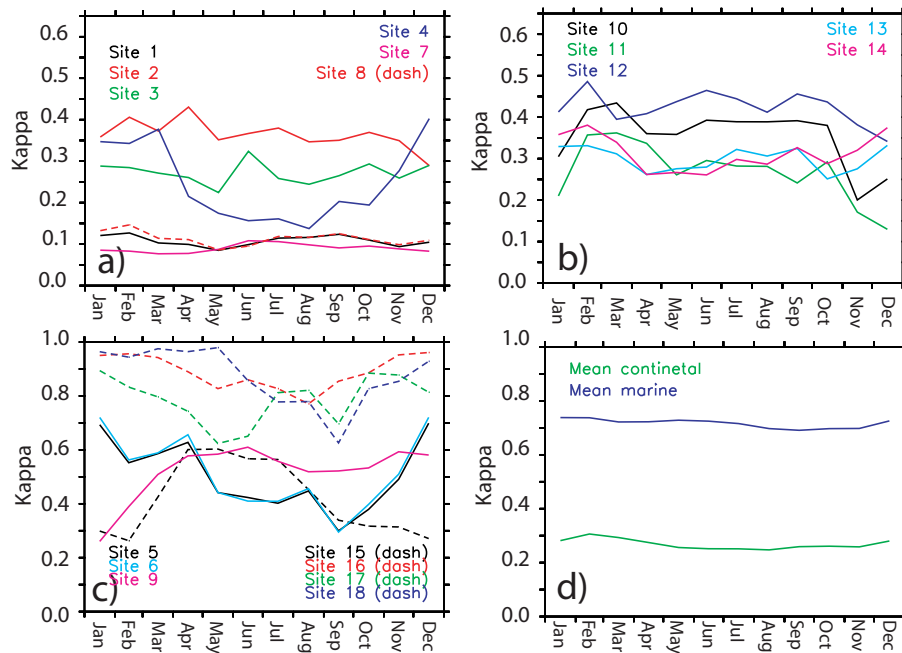 0.6
0.5
0.4
0.3
0.2
0.1
0.0
Kappa
Site 1
Site 2
Site 3
Site 4
Site 7
Site 8 (dash)
a)
Jan
Feb
Mar
Apr
May
Jun
Jul
Aug
Sep
Oct
Nov
Dec
0.6
0.5
0.4
0.3
0.2
0.1
0.0
Kappa
Site 10
Site 11
Site 12
Site 13
Site 14
b)
Jan
Feb
Mar
Apr
May
Jun
Jul
Aug
Sep
Oct
Nov
Dec
1.0
0.8
0.6
0.4
0.2
0.0
Kappa
Site 5
Site 6
Site 9
Site 15 (dash)
Site 16 (dash)
Site 17 (dash)
Site 18 (dash)
c)
Jan
Feb
Mar
Apr
May
Jun
Jul
Aug
Sep
Oct
Nov
Dec
1.0
0.8
0.6
0.4
0.2
0.0
Kappa
Mean continetal
Mean marine
d)
Jan
Feb
Mar
Apr
May
Jun
Jul
Aug
Sep
Oct
Nov
Dec